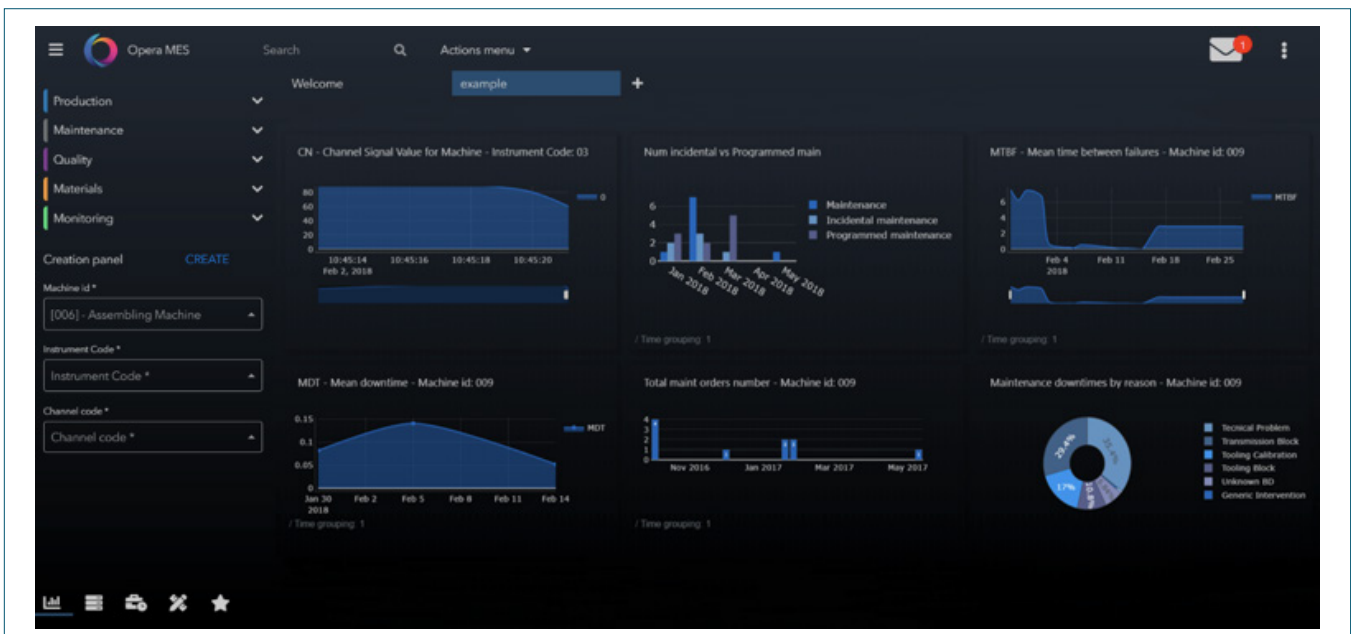 Opera MES
Search
Actions menu
1
Welcome
example
+
Production
Maintenance
Quality
Materials
Monitoring
Creation panel
CREATE
Machine id *
[006] - Assembling Machine
Instrument Code *
Instrument Code *
Channel code *
Channel code *
CN - Channel Signal Value for Machine - Instrument Code: 03
80
60
40
20
0
0
10:45:14 10:45:16 10:45:18 10:45:20
Feb 2, 2018
Num incidental vs Programmed main
6
4
2
0
Maintenance
Incidental maintenance
Programmed maintenance
Jan 2018 Feb 2018 Mar 2018 Apr 2018 May 2018
/ Time grouping: 1
MTBF - Mean time between failures - Machine id: 009
6
4
2
0
MTBF
Feb 4 Feb 11 Feb 18 Feb 25
2018
/ Time grouping: 1
MDT - Mean downtime - Machine id: 009
0.15
0.1
0.05
0
MDT
Jan 30 Feb 2 Feb 5 Feb 8 Feb 11 Feb 14
2018
/ Time grouping: 1
Total maint orders number - Machine id: 009
4
3
2
1
0
4 1 2 2 1
Nov 2016 Jan 2017 Mar 2017 May 2017
/ Time grouping: 1
Maintenance downtimes by reason - Machine id: 009
29.4%
17%
10.8%
Tecnical Problem
Transmission Block
Tooling Calibration
Tooling Block
Unknown BD
Generic Intervention